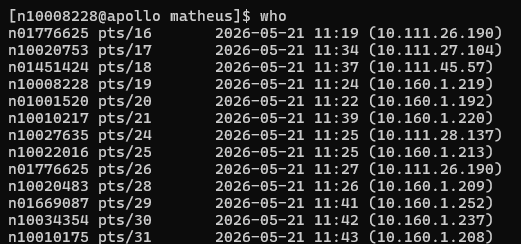 [n10008228@apollo matheus]$ who
n01776625 pts/16       2026-05-21 11:19 (10.111.26.190)
n10020753 pts/17       2026-05-21 11:34 (10.111.27.104)
n01451424 pts/18       2026-05-21 11:37 (10.111.45.57)
n10008228 pts/19       2026-05-21 11:24 (10.160.1.219)
n01001520 pts/20       2026-05-21 11:22 (10.160.1.192)
n10010217 pts/21       2026-05-21 11:39 (10.160.1.220)
n10027635 pts/24       2026-05-21 11:25 (10.111.28.137)
n10022016 pts/25       2026-05-21 11:25 (10.160.1.213)
n01776625 pts/26       2026-05-21 11:27 (10.111.26.190)
n10020483 pts/28       2026-05-21 11:26 (10.160.1.209)
n01669087 pts/29       2026-05-21 11:41 (10.160.1.252)
n10034354 pts/30       2026-05-21 11:42 (10.160.1.237)
n10010175 pts/31       2026-05-21 11:43 (10.160.1.208)